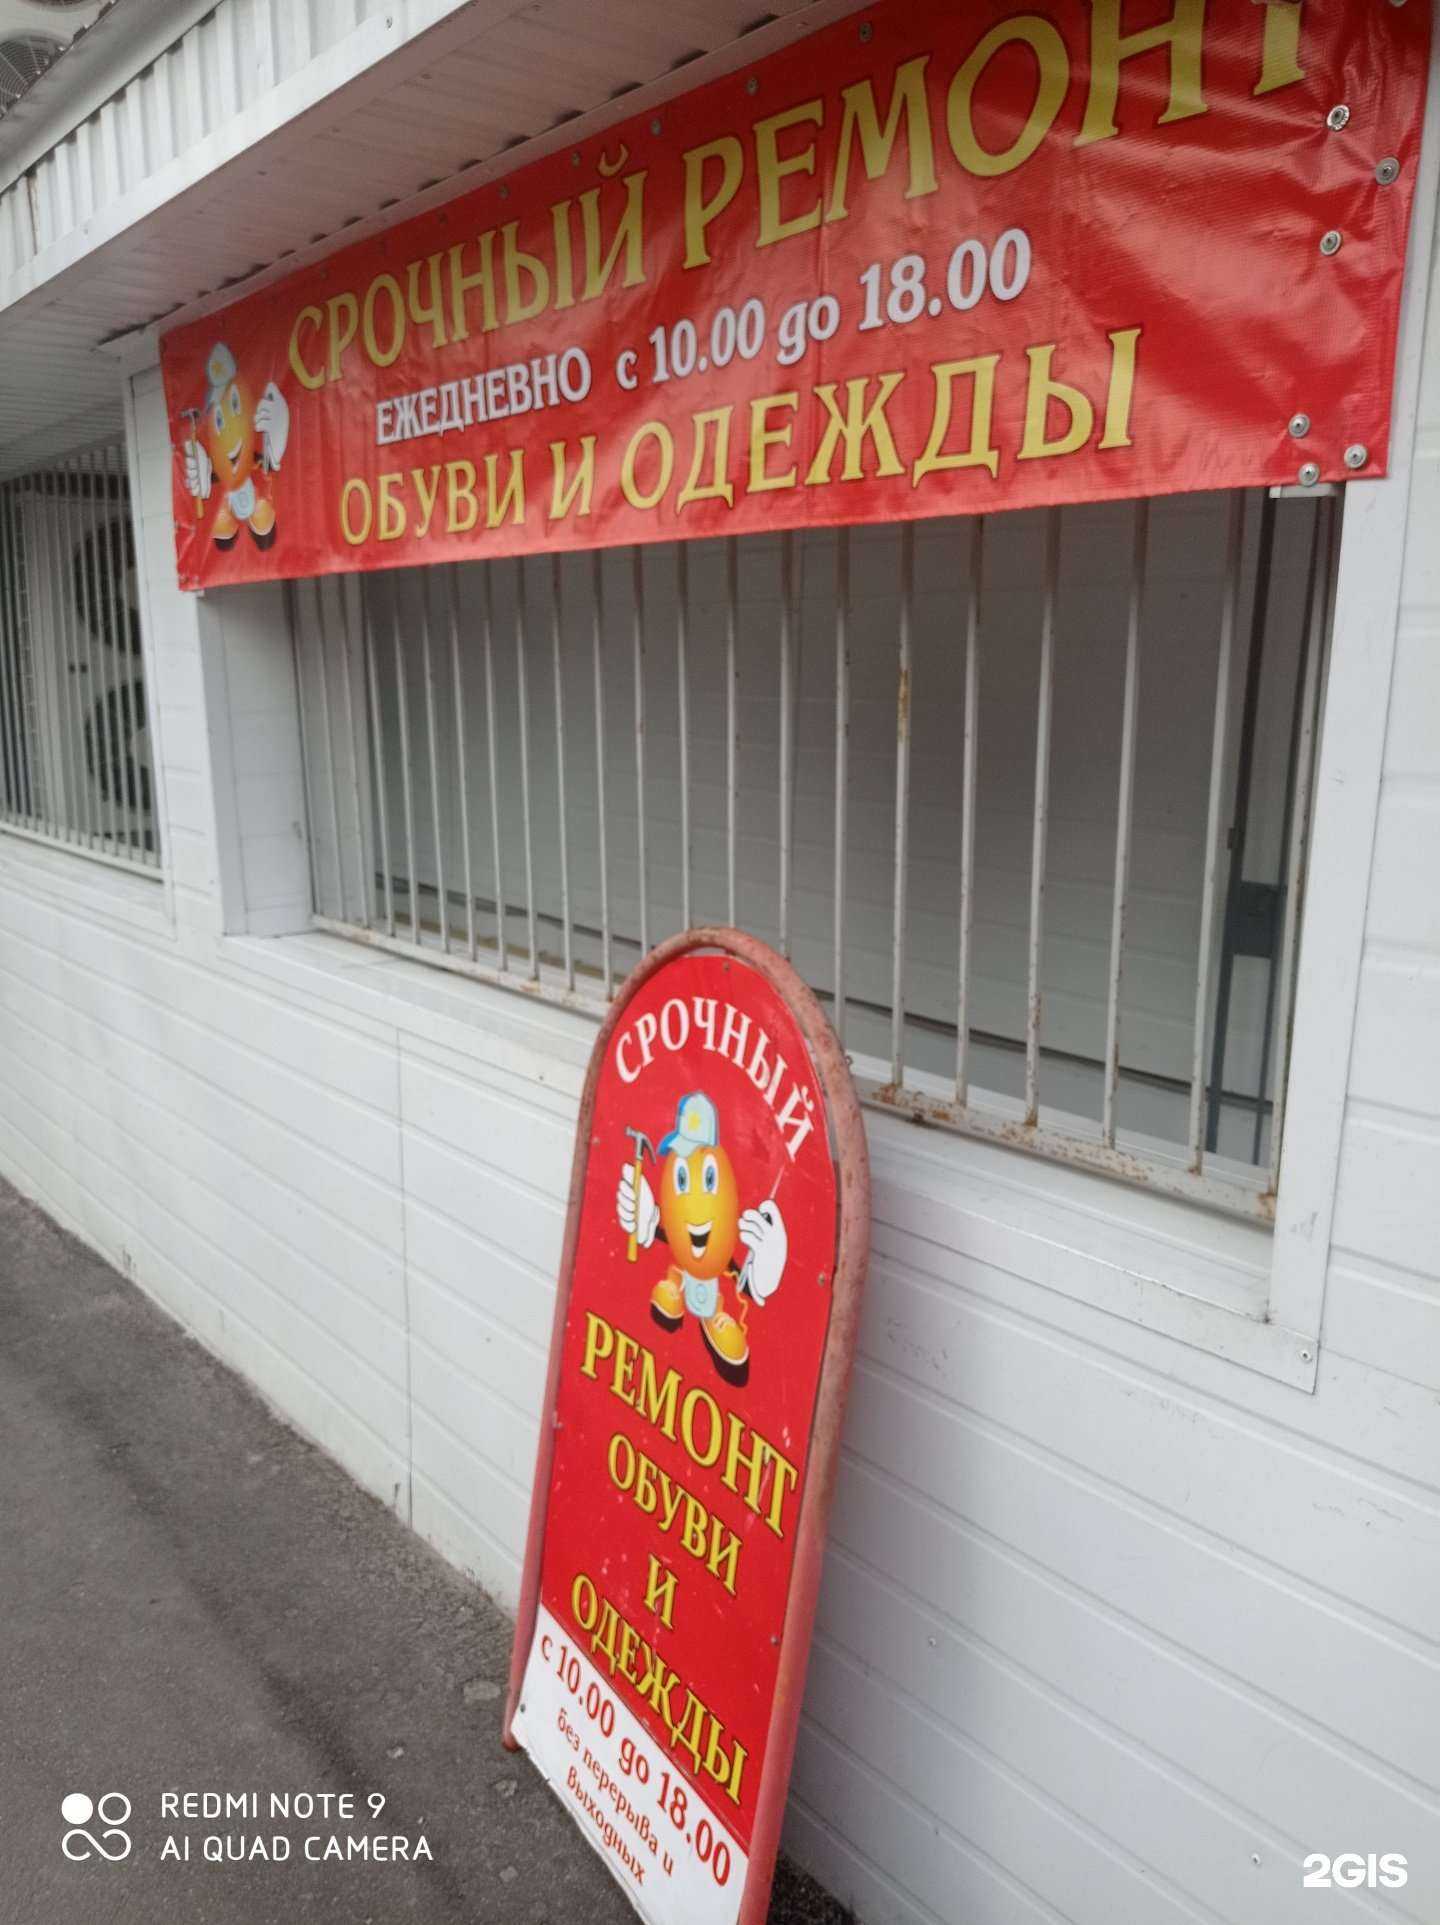 СРОЧНЫЙ РЕМОНТ
ЕЖЕДНЕВНО с 10.00 до 18.00
ОБУВИ И ОДЕЖДЫ
СРОЧНЫЙ
РЕМОНТ
ОБУВИ
И
ОДЕЖДЫ
с 10.00 до 18.00
без перерыва и
выходных
REDMI NOTE 9
AI QUAD CAMERA
2GIS